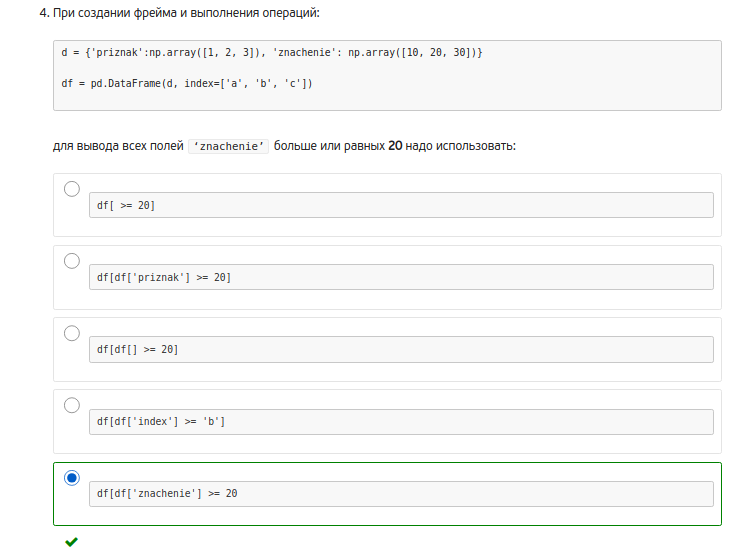 4. При создании фрейма и выполнения операций:
d = {'priznak':np.array([1, 2, 3]), 'znachenie': np.array([10, 20, 30])}
df = pd.DataFrame(d, index=['a', 'b', 'c'])
для вывода всех полей ‘znachenie’ больше или равных 20 надо использовать:
df[ >= 20]
df[df['priznak'] >= 20]
df[df[] >= 20]
df[df['index'] >= 'b']
df[df['znachenie'] >= 20